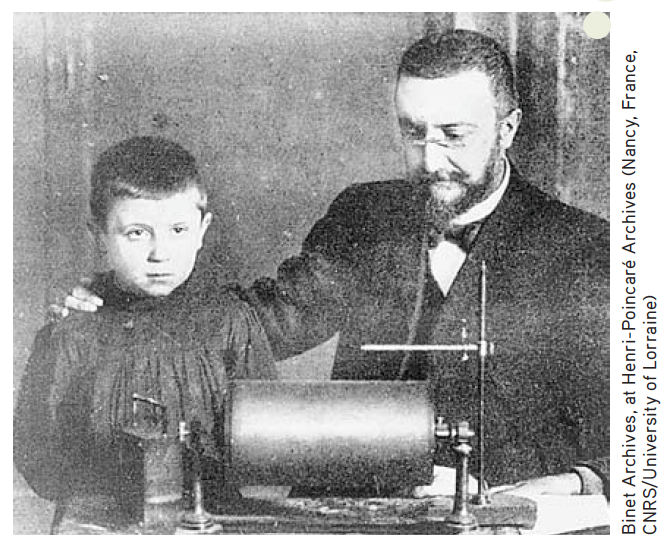 Binet Archives, at Henri-Poincaré Archives (Nancy, France,
CNRS/University of Lorraine)